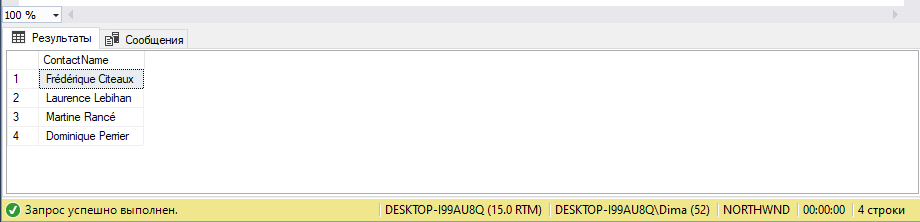 100 %
Результаты Сообщения
ContactName
1 Frédérique Citeaux
2 Laurence Lebihan
3 Martine Rancé
4 Dominique Perrier
Запрос успешно выполнен. DESKTOP-I99AU8Q (15.0 RTM) DESKTOP-I99AU8Q\Dima (52) NORTHWND 00:00:00 4 строки